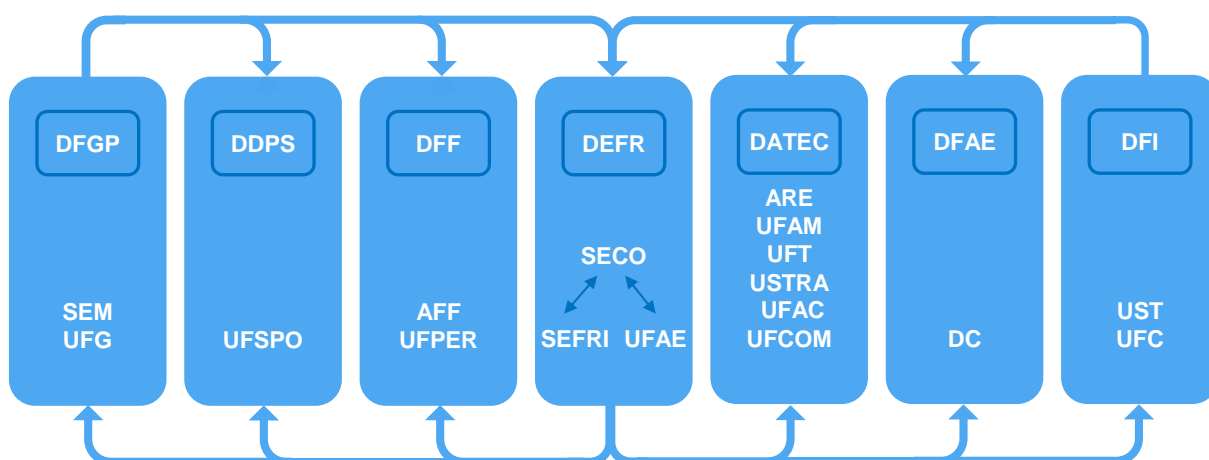 DFGP
SEM
UFG
DDPS
UFSPO
DFF
AFF
UFPER
DEFR
SECO
SEFRI UFAE
DATEC
ARE
UFAM
UFT
USTRA
UFAC
UFCOM
DFAE
DC
DFI
UST
UFC